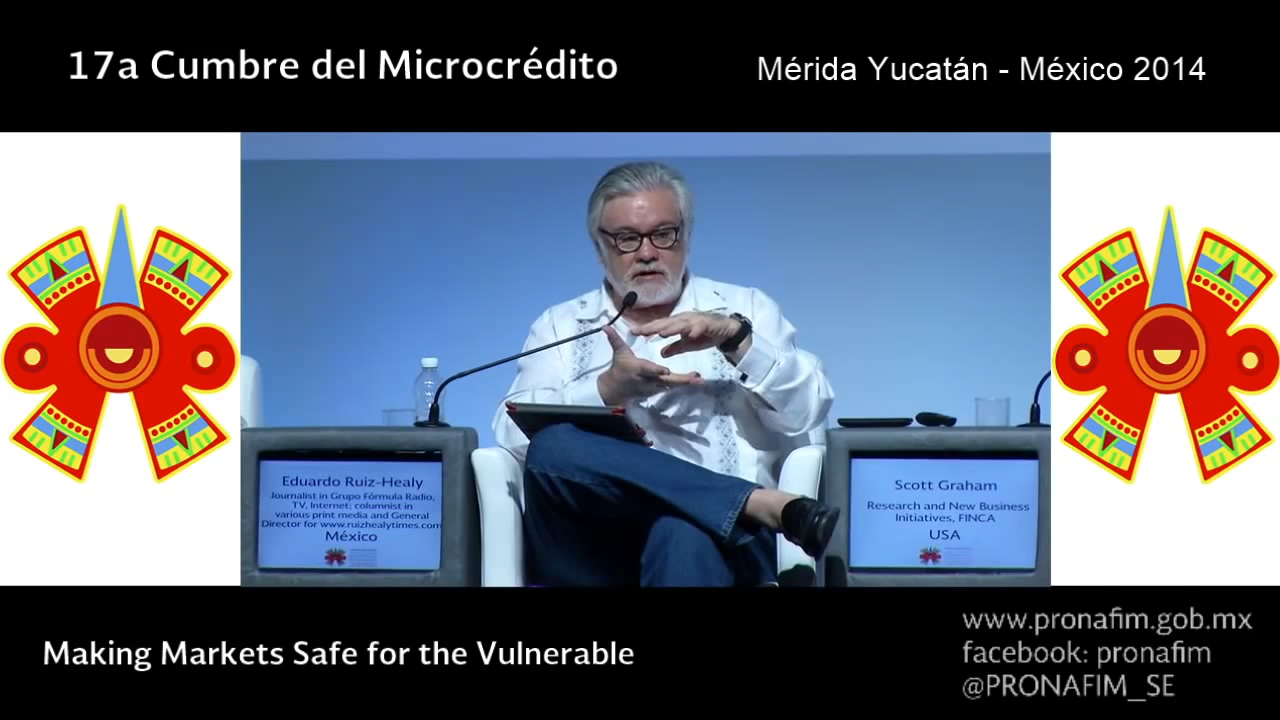 17a Cumbre del Microcrédito
Mérida Yucatán - México 2014
Eduardo Ruiz-Healy
Journalist in Grupo Fórmula Radio,
TV, Internet; columnist in
various print media and General
Director for www.ruizhealytimes.com
México
Scott Graham
Research and New Business
Initiatives, FINCA
USA
Making Markets Safe for the Vulnerable
www.pronafim.gob.mx
facebook: pronafim
@PRONAFIM_SE